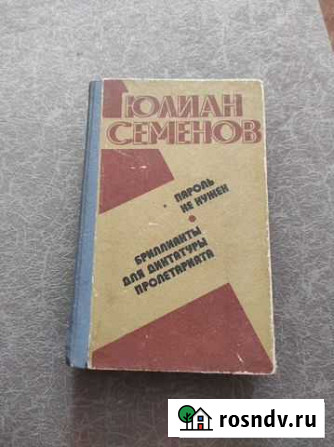 ЮЛИАН
СЕМЕНОВ
ПАРОЛЬ
НЕ НУЖЕН
БРИЛЛИАНТЫ
ДЛЯ ДИКТАТУРЫ
ПРОЛЕТАРИАТА
rosndv.ru